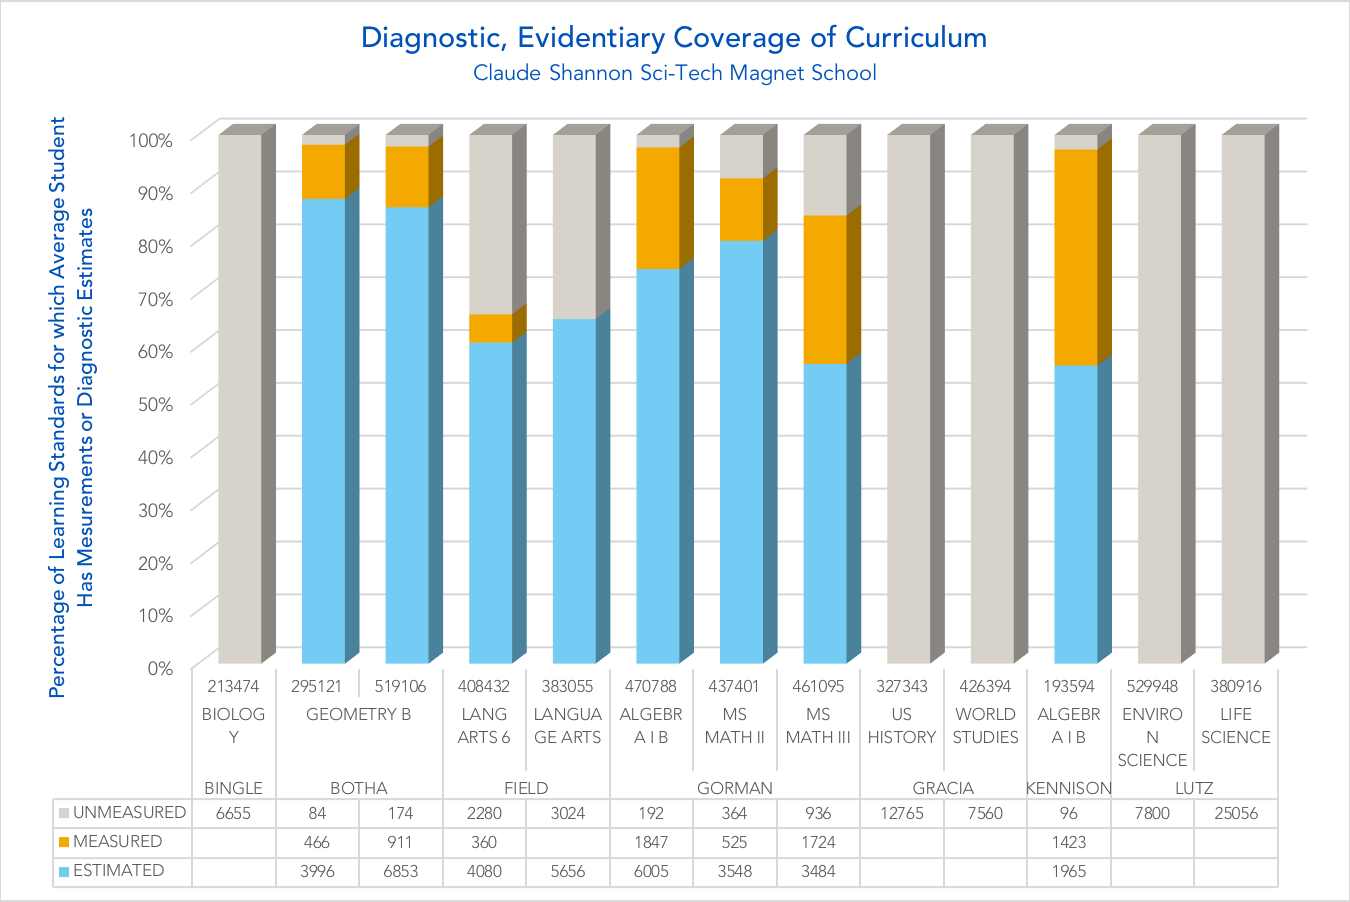 Diagnostic, Evidentiary Coverage of Curriculum
Claude Shannon Sci-Tech Magnet School
Percentage of Learning Standards for which Average Student
Has Mesurements or Diagnostic Estimates
100%
90%
80%
70%
60%
50%
40%
30%
20%
10%
0%
213474 295121 519106 408432 383055 470788 437401 461095 327343 426394 193594 529948 380916
BIOLOG GEOMETRY B LANG LANGUA ALGEBR MS MS US WORLD ALGEBR ENVIRO LIFE
Y ARTS 6 GE ARTS A I B MATH II MATH III HISTORY STUDIES A I B N SCIENCE
SCIENCE
BINGLE BOTHA FIELD GORMAN GRACIA KENNISON LUTZ
UNMEASURED 6655 84 174 2280 3024 192 364 936 12765 7560 96 7800 25056
MEASURED 466 911 360 1847 525 1724 1423
ESTIMATED 3996 6853 4080 5656 6005 3548 3484 1965